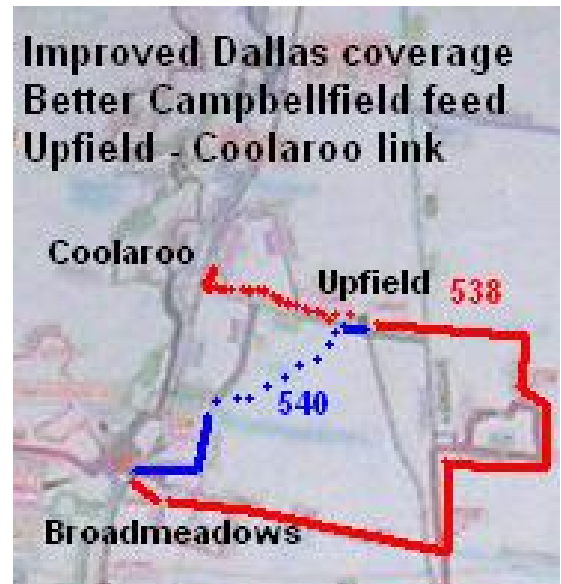 Improved Dallas coverage
Better Campbellfield feed
Upfield - Coolaroo link
Coolaroo
Upfield 538
540
Broadmeadows